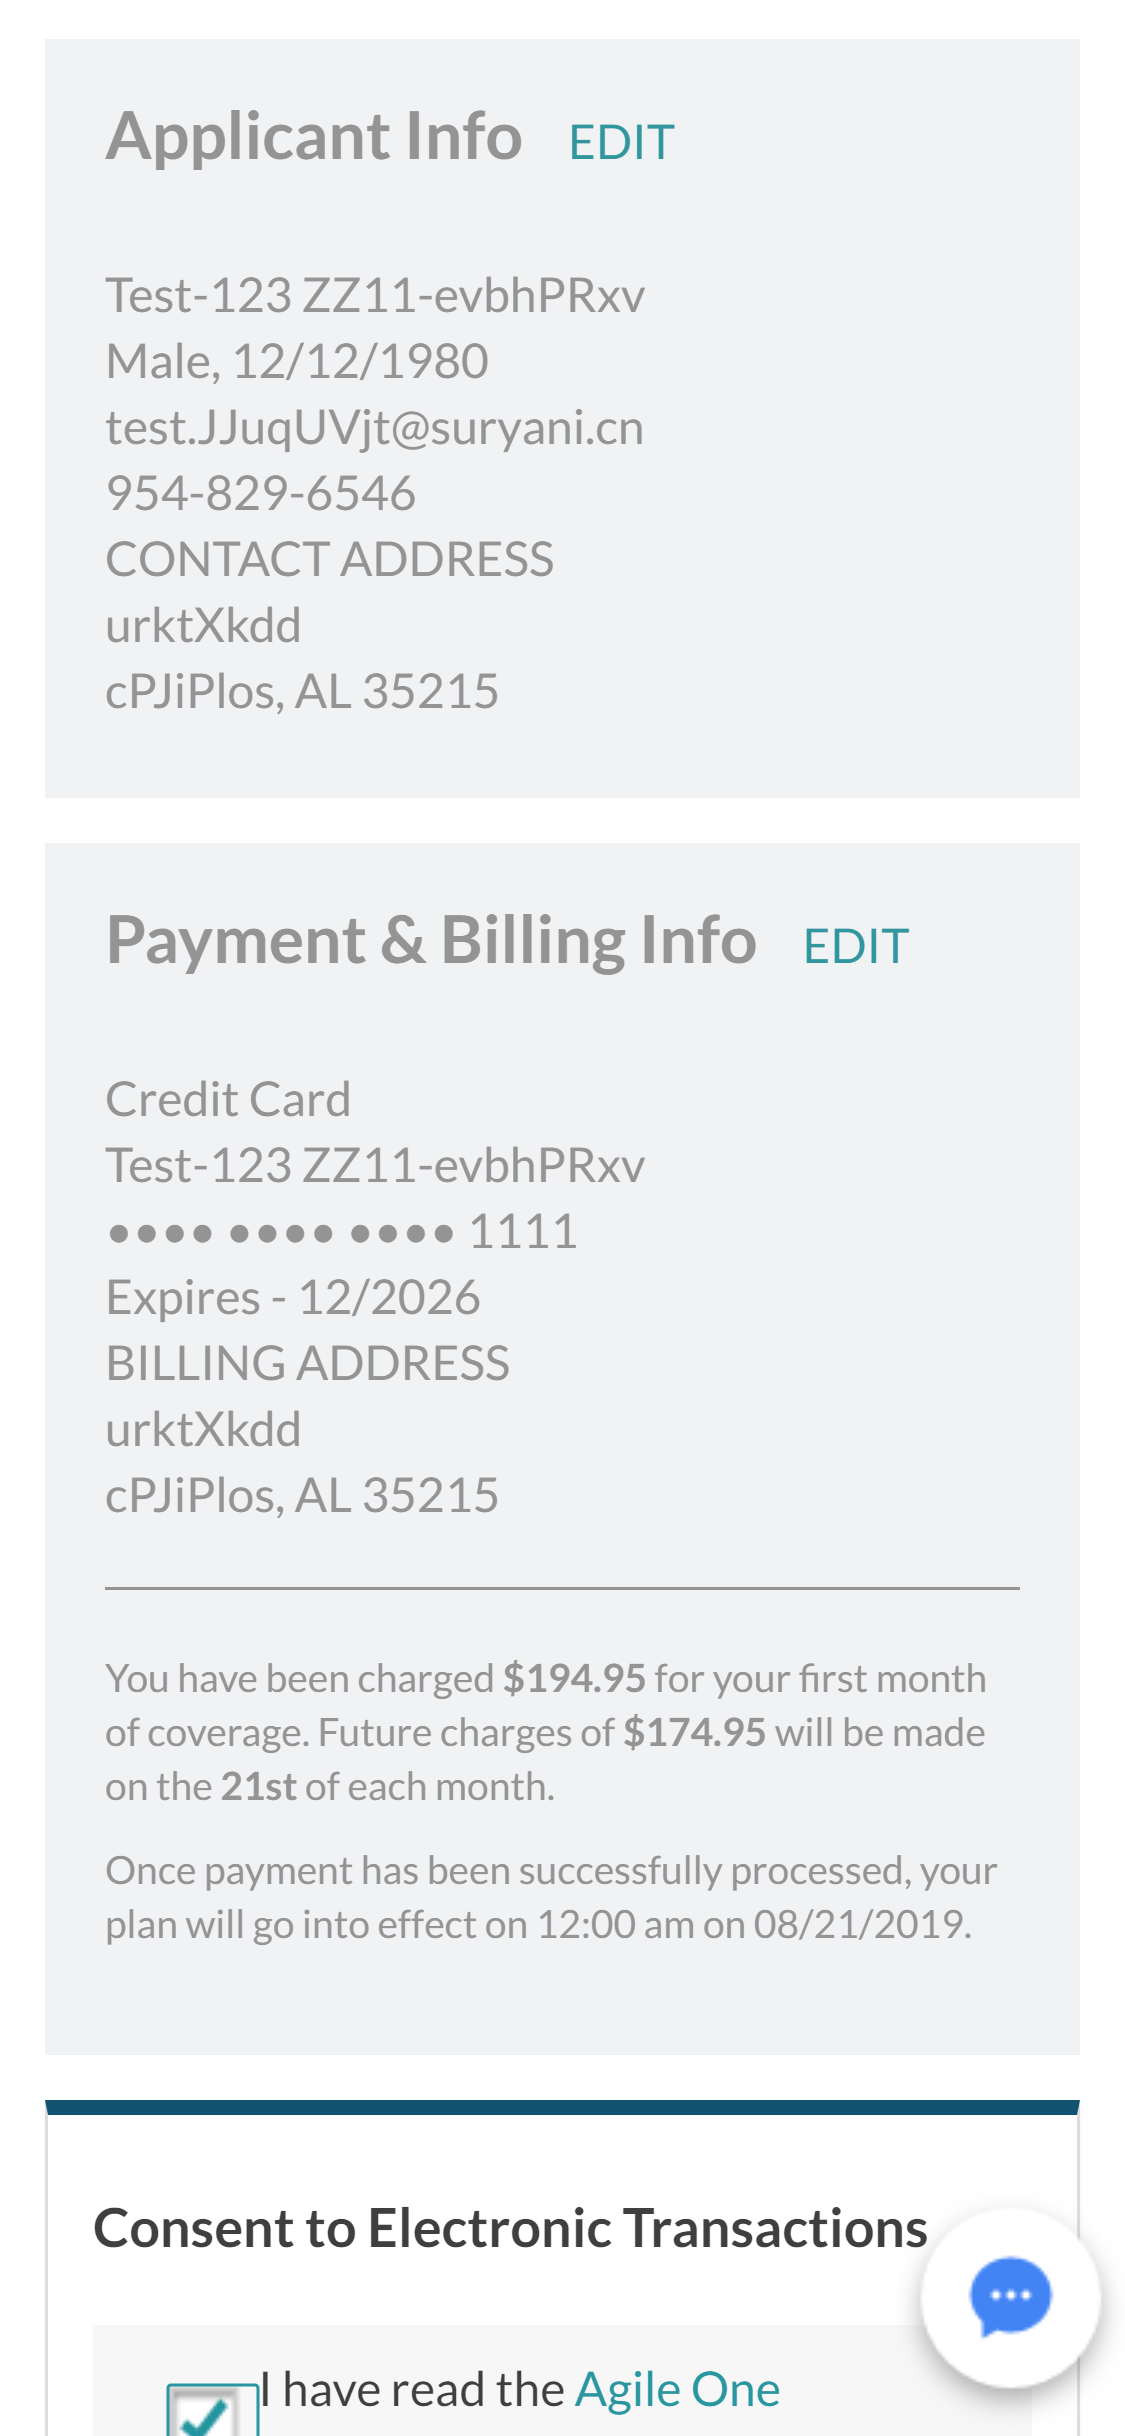 Applicant Info EDIT
Test-123 ZZ11-evbhPRxv
Male, 12/12/1980
test.JJuqUVjt@suryani.cn
954-829-6546
CONTACT ADDRESS
urktXkdd
cPJiPlos, AL 35215
Payment & Billing Info EDIT
Credit Card
Test-123 ZZ11-evbhPRxv
●●●● ●●●● ●●●● 1111
Expires - 12/2026
BILLING ADDRESS
urktXkdd
cPJiPlos, AL 35215
You have been charged $194.95 for your first month
of coverage. Future charges of $174.95 will be made
on the 21st of each month.
Once payment has been successfully processed, your
plan will go into effect on 12:00 am on 08/21/2019.
Consent to Electronic Transactions
I have read the Agile One